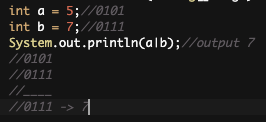 int a = 5;//0101
int b = 7;//0111
System.out.println(a|b);//output 7
//0101
//0111
//____
//0111 -> 7